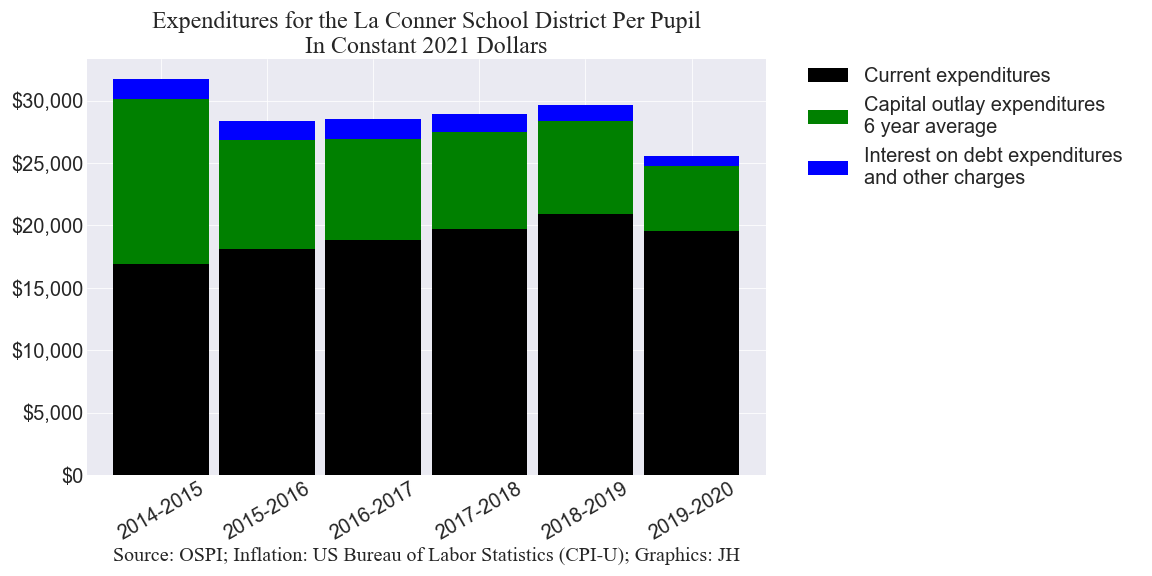 Expenditures for the La Conner School District Per Pupil
In Constant 2021 Dollars
Current expenditures
Capital outlay expenditures
6 year average
Interest on debt expenditures
and other charges
$30,000
$25,000
$20,000
$15,000
$10,000
$5,000
$0
2014-2015
2015-2016
2016-2017
2017-2018
2018-2019
2019-2020
Source: OSPI; Inflation: US Bureau of Labor Statistics (CPI-U); Graphics: JH